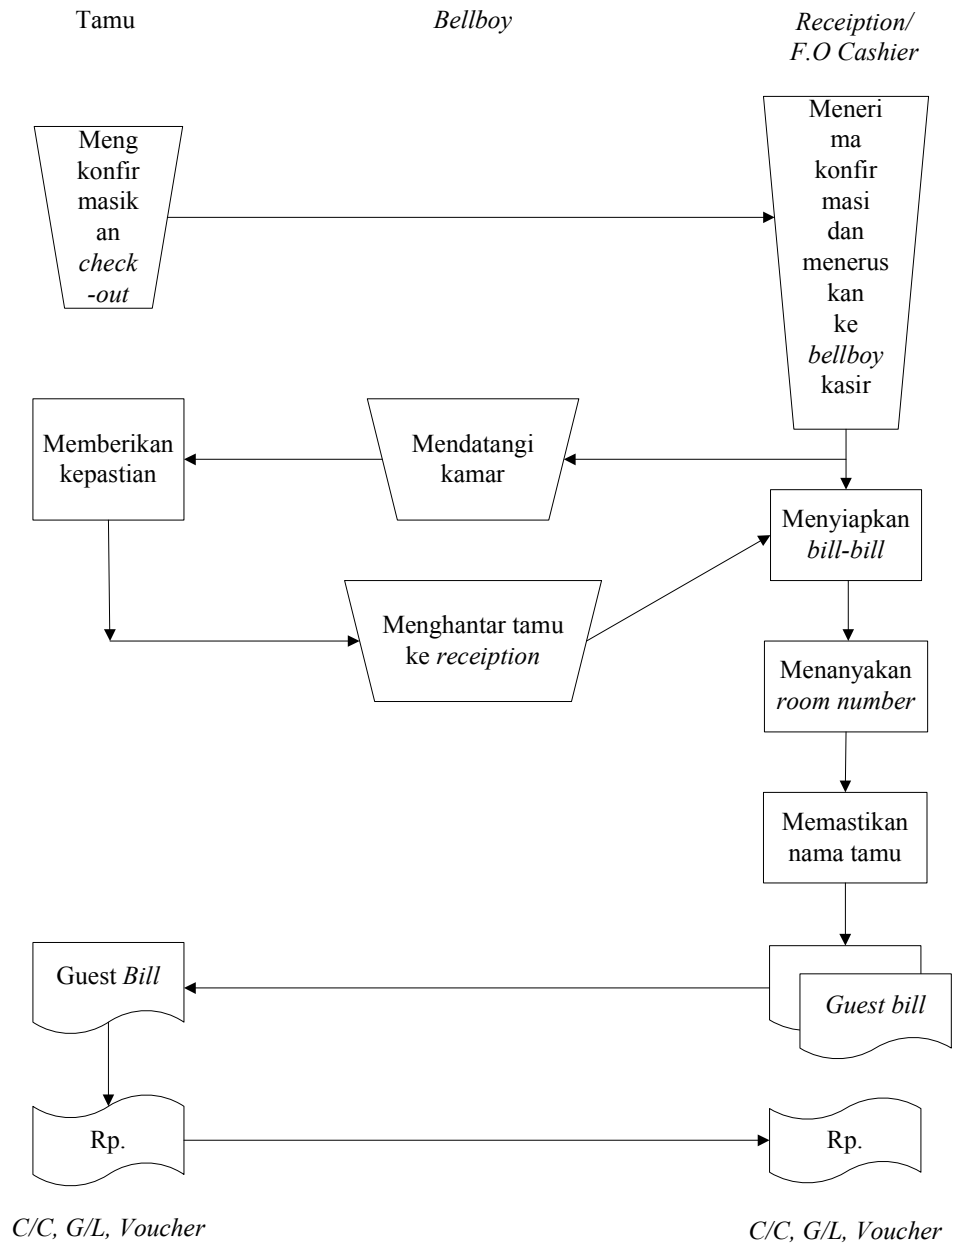 Tamu
Bellboy
Receiption/
F.O Cashier
Meng
konfir
masik
an
check
-out
Meneri
ma
konfir
masi
dan
menerus
kan
ke
bellboy
kasir
Memberikan
kepastian
Mendatangi
kamar
Menyiapkan
bill-bill
Menghantar tamu
ke receiption
Menanyakan
room number
Memastikan
nama tamu
Guest Bill
Guest bill
Rp.
Rp.
C/C, G/L, Voucher
C/C, G/L, Voucher